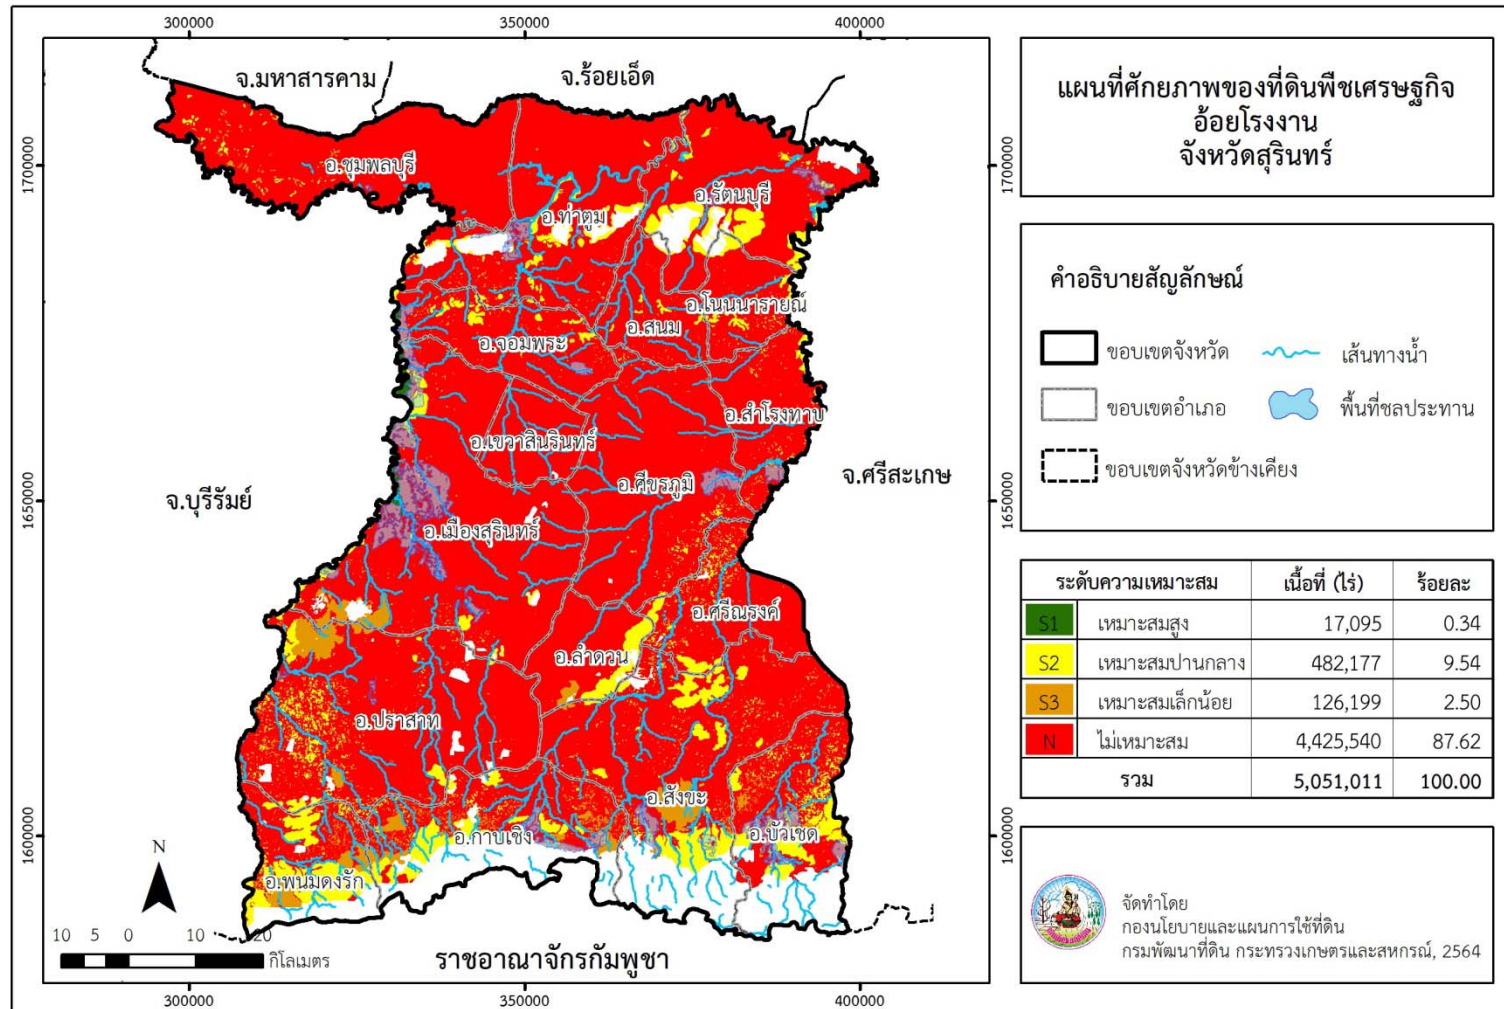 300000
350000
400000
จ.มหาสารคาม
จ.ร้อยเอ็ด
1700000
1700000
อ.ชุมพลบุรี
อ.รัตนบุรี
อ.ท่าตูม
อ.โนนนารายณ์
อ.สนม
อ.จอมพระ
อ.สำโรงทาบ
อ.เขวาสินรินทร์
จ.ศรีสะเกษ
อ.ศีขรภูมิ
จ.บุรีรัมย์
1650000
1650000
อ.เมืองสุรินทร์
อ.ศรีณรงค์
อ.ลำดวน
อ.ปราสาท
อ.สังขะ
อ.กาบเชิง
อ.บัวเชด
1600000
1600000
อ.พนมดงรัก
N
10 5 0 10 20
กิโลเมตร
ราชอาณาจักรกัมพูชา
300000
350000
400000
แผนที่ศักยภาพของที่ดินพืชเศรษฐกิจ
อ้อยโรงงาน
จังหวัดสุรินทร์
คำอธิบายสัญลักษณ์
ขอบเขตจังหวัด เส้นทางน้ำ
ขอบเขตอำเภอ พื้นที่ชลประทาน
ขอบเขตจังหวัดข้างเคียง
ระดับความเหมาะสม เนื้อที่ (ไร่) ร้อยละ
S1 เหมาะสมสูง 17,095 0.34
S2 เหมาะสมปานกลาง 482,177 9.54
S3 เหมาะสมเล็กน้อย 126,199 2.50
N ไม่เหมาะสม 4,425,540 87.62
รวม 5,051,011 100.00
จัดทำโดย
กองนโยบายและแผนการใช้ที่ดิน
กรมพัฒนาที่ดิน กระทรวงเกษตรและสหกรณ์, 2564